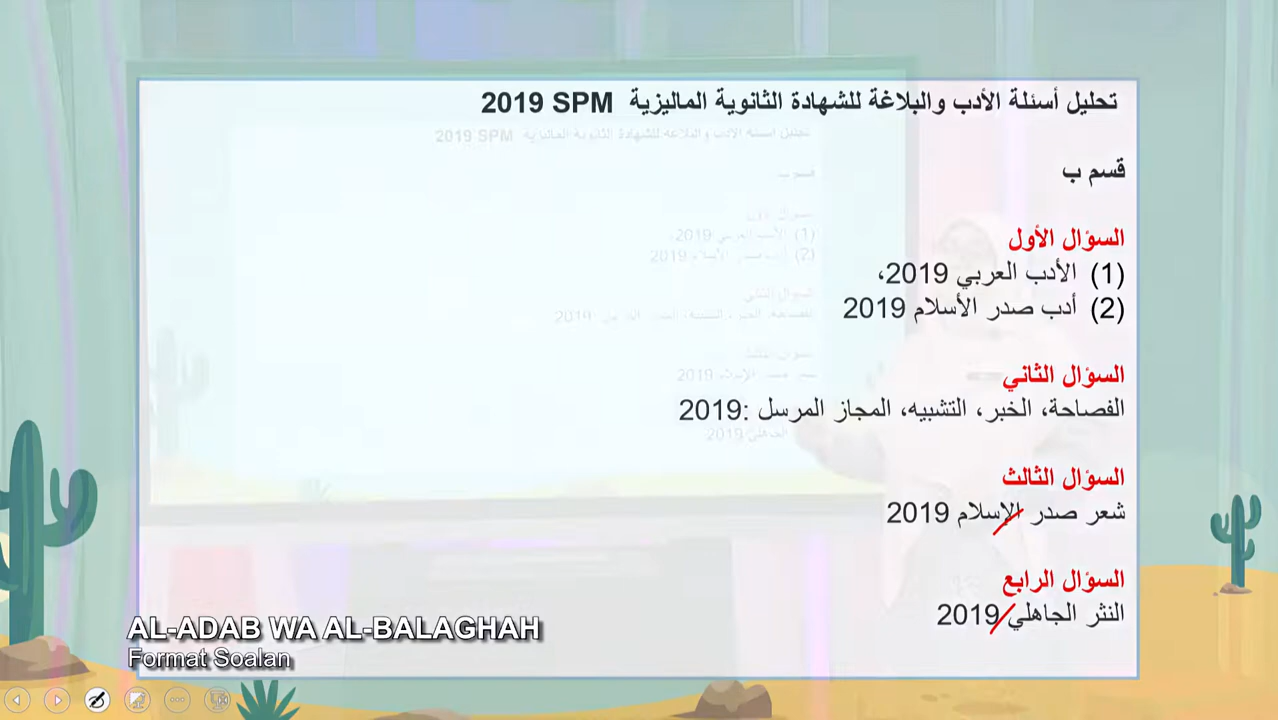 تحليل أسئلة الأدب والبلاغة للشهادة الثانوية الماليزية 2019 SPM
قسم ب
السؤال الأول
(1) الأدب العربي 2019،
(2) أدب صدر الأسلام 2019
السؤال الثاني
الفصاحة، الخبر، التشبيه، المجاز المرسل :2019
السؤال الثالث
شعر صدر الإسلام 2019
السؤال الرابع
النثر الجاهلي 2019
AL-ADAB WA AL-BALAGHAH
Format Soalan